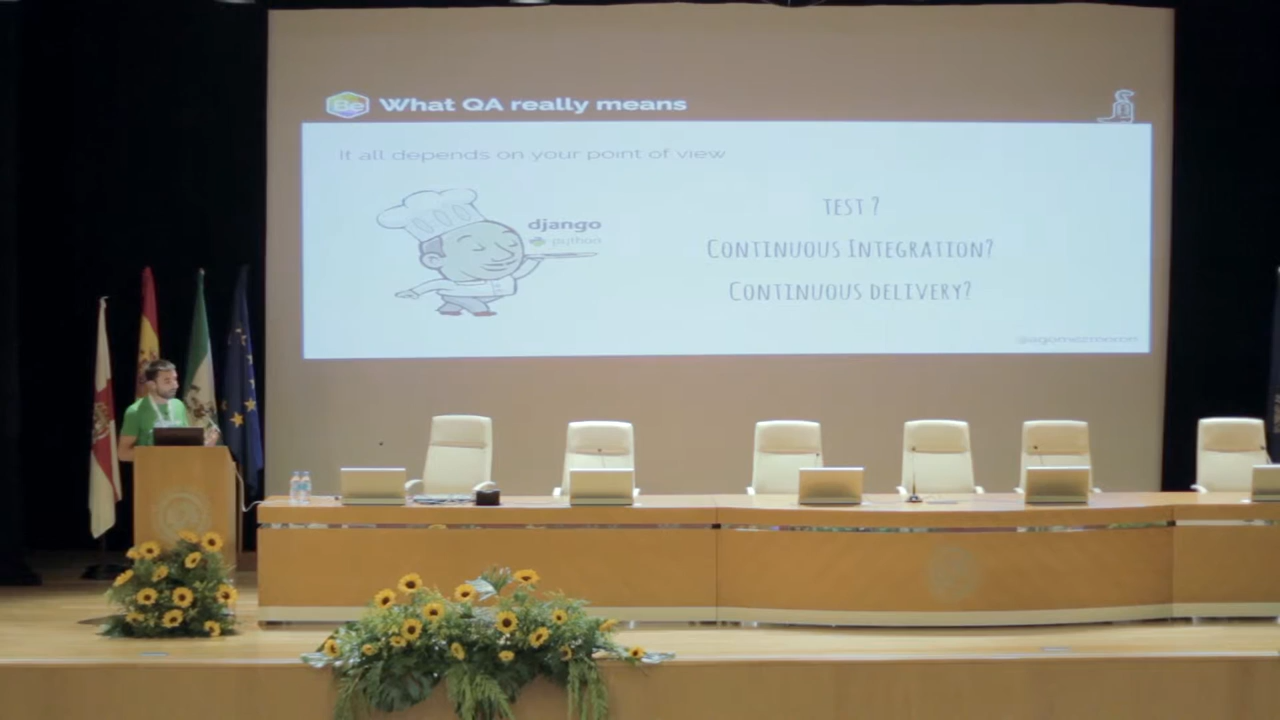 Be What QA really means
It all depends on your point of view
django
python
TEST ?
CONTINUOUS INTEGRATION?
CONTINUOUS DELIVERY?